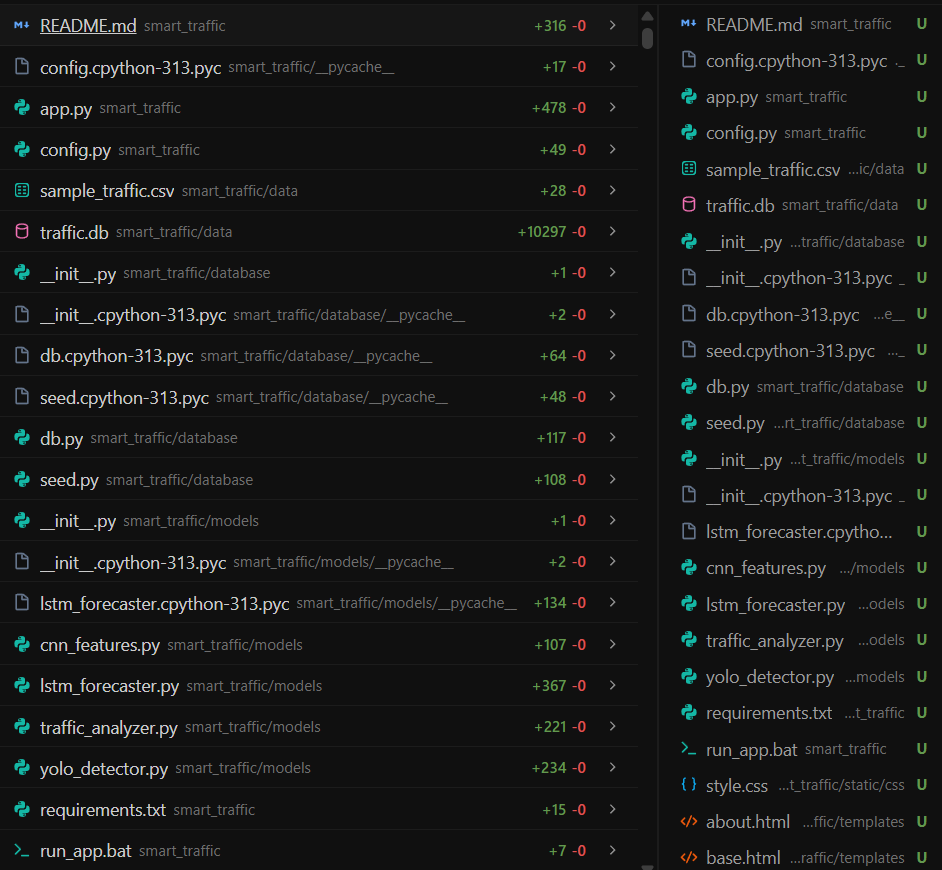 README.md smart_traffic +316 -0
config.cpython-313.pyc smart_traffic/__pycache__ +17 -0
app.py smart_traffic +478 -0
config.py smart_traffic +49 -0
sample_traffic.csv smart_traffic/data +28 -0
traffic.db smart_traffic/data +10297 -0
__init__.py smart_traffic/database +1 -0
__init__.cpython-313.pyc smart_traffic/database/__pycache__ +2 -0
db.cpython-313.pyc smart_traffic/database/__pycache__ +64 -0
seed.cpython-313.pyc smart_traffic/database/__pycache__ +48 -0
db.py smart_traffic/database +117 -0
seed.py smart_traffic/database +108 -0
__init__.py smart_traffic/models +1 -0
__init__.cpython-313.pyc smart_traffic/models/__pycache__ +2 -0
lstm_forecaster.cpython-313.pyc smart_traffic/models/__pycache__ +134 -0
cnn_features.py smart_traffic/models +107 -0
lstm_forecaster.py smart_traffic/models +367 -0
traffic_analyzer.py smart_traffic/models +221 -0
yolo_detector.py smart_traffic/models +234 -0
requirements.txt smart_traffic +15 -0
run_app.bat smart_traffic +7 -0
README.md smart_traffic U
config.cpython-313.pyc ._ U
app.py smart_traffic U
config.py smart_traffic U
sample_traffic.csv ...ic/data U
traffic.db smart_traffic/data U
__init__.py ...traffic/database U
__init__.cpython-313.pyc _ U
db.cpython-313.pyc ...e__ U
seed.cpython-313.pyc ..._ U
db.py smart_traffic/database U
seed.py ...rt_traffic/database U
__init__.py ...t_traffic/models U
__init__.cpython-313.pyc _ U
lstm_forecaster.cpytho... U
cnn_features.py .../models U
lstm_forecaster.py ...odels U
traffic_analyzer.py ...odels U
yolo_detector.py ...models U
requirements.txt ...t_traffic U
run_app.bat smart_traffic U
style.css ...t_traffic/static/css U
about.html ...ffic/templates U
base.html ...raffic/templates U